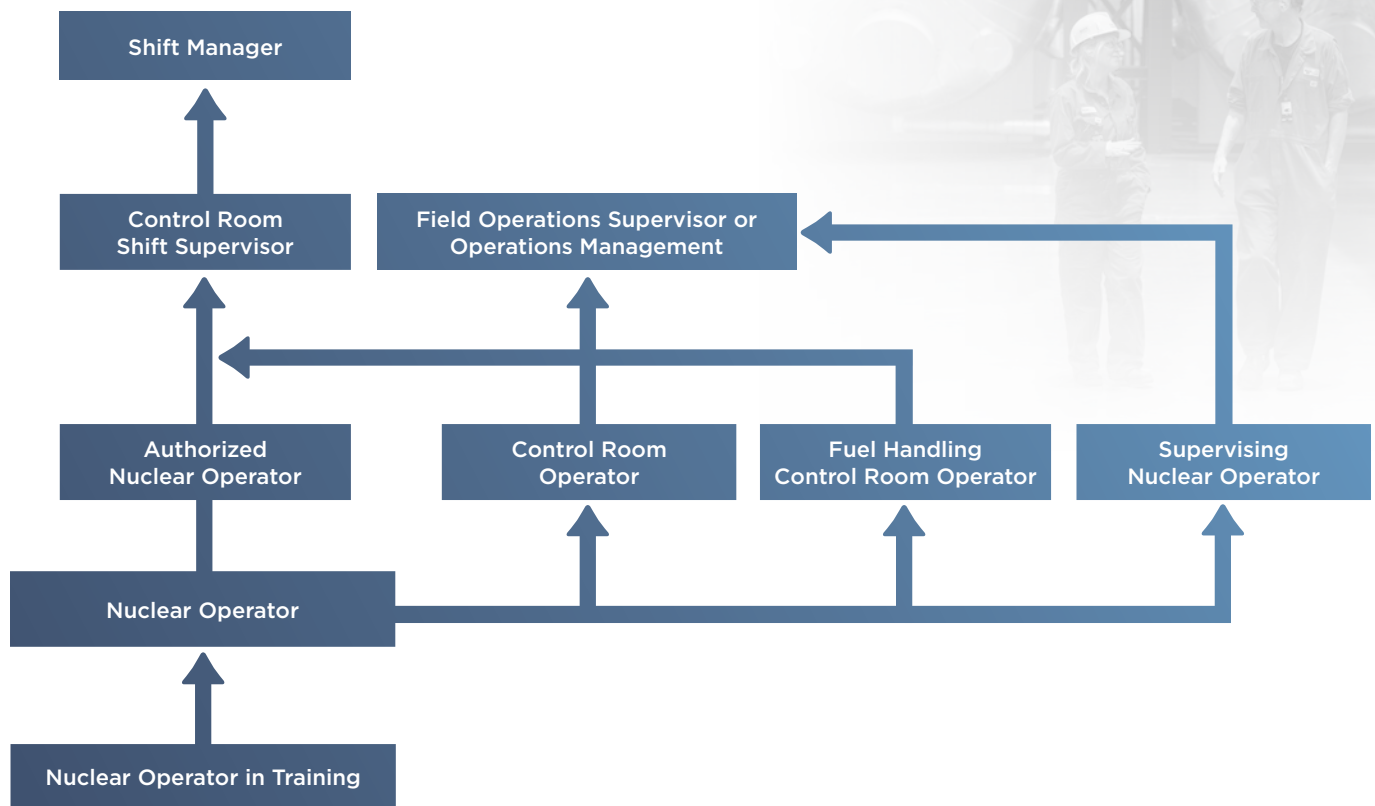 Shift Manager
Control Room
Shift Supervisor
Field Operations Supervisor or
Operations Management
Authorized
Nuclear Operator
Control Room
Operator
Fuel Handling
Control Room Operator
Supervising
Nuclear Operator
Nuclear Operator
Nuclear Operator in Training